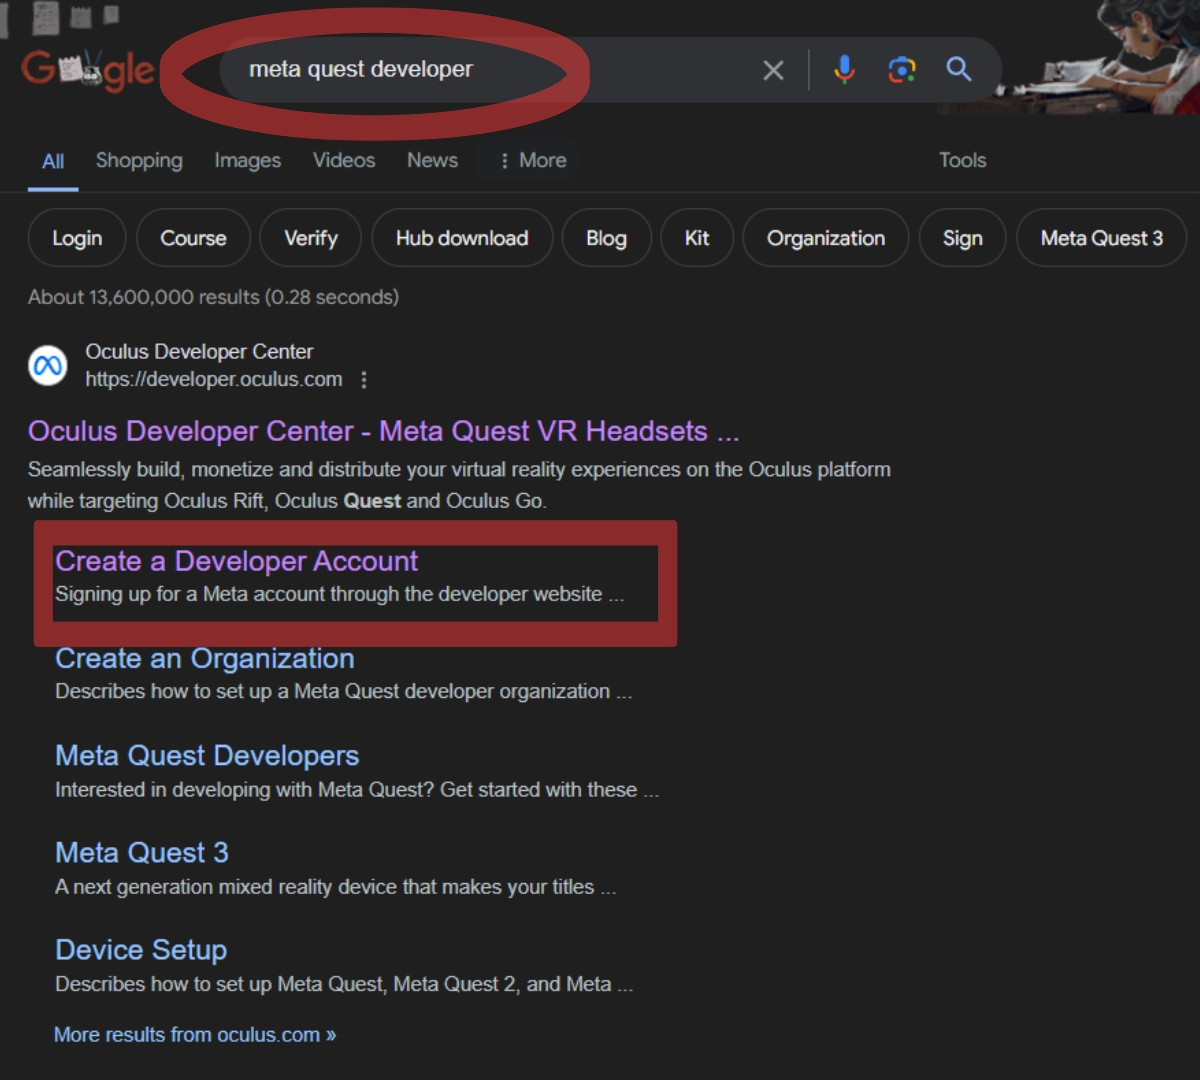 Google
meta quest developer
All Shopping Images Videos News More Tools
Login Course Verify Hub download Blog Kit Organization Sign Meta Quest 3
About 13,600,000 results (0.28 seconds)
Oculus Developer Center
https://developer.oculus.com
Oculus Developer Center - Meta Quest VR Headsets ...
Seamlessly build, monetize and distribute your virtual reality experiences on the Oculus platform
while targeting Oculus Rift, Oculus Quest and Oculus Go.
Create a Developer Account
Signing up for a Meta account through the developer website ...
Create an Organization
Describes how to set up a Meta Quest developer organization ...
Meta Quest Developers
Interested in developing with Meta Quest? Get started with these ...
Meta Quest 3
A next generation mixed reality device that makes your titles ...
Device Setup
Describes how to set up Meta Quest, Meta Quest 2, and Meta ...
More results from oculus.com »